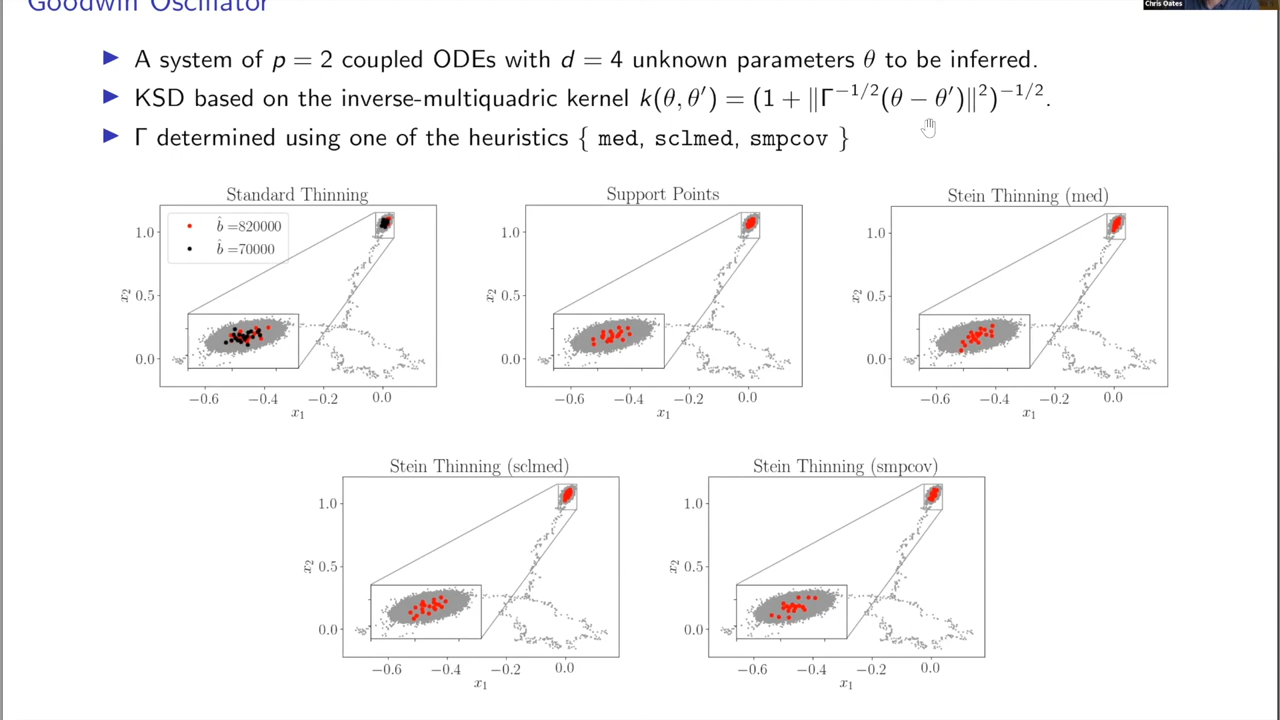 Goodwin Oscillator
Chris Oates
▶ A system of p = 2 coupled ODEs with d = 4 unknown parameters θ to be inferred.
▶ KSD based on the inverse-multiquadric kernel k(θ, θ′) = (1 + ‖Γ^{−1/2}(θ − θ′)‖²)^{−1/2}.
▶ Γ determined using one of the heuristics { med, sclmed, smpcov }
Standard Thinning
b̂ =820000
b̂ =70000
1.0
0.5
0.0
x₂
−0.6 −0.4 −0.2 0.0
x₁
Support Points
1.0
0.5
0.0
x₂
−0.6 −0.4 −0.2 0.0
x₁
Stein Thinning (med)
1.0
0.5
0.0
x₂
−0.6 −0.4 −0.2 0.0
x₁
Stein Thinning (sclmed)
1.0
0.5
0.0
x₂
−0.6 −0.4 −0.2 0.0
x₁
Stein Thinning (smpcov)
1.0
0.5
0.0
x₂
−0.6 −0.4 −0.2 0.0
x₁